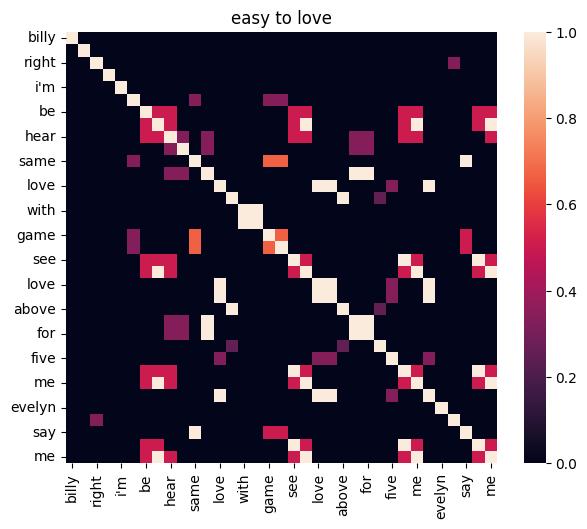 easy to love
billy
right
i'm
be
hear
same
love
with
game
see
love
above
for
five
me
evelyn
say
me
1.0
0.8
0.6
0.4
0.2
0.0
billy
right
i'm
be
hear
same
love
with
game
see
love
above
for
five
me
evelyn
say
me